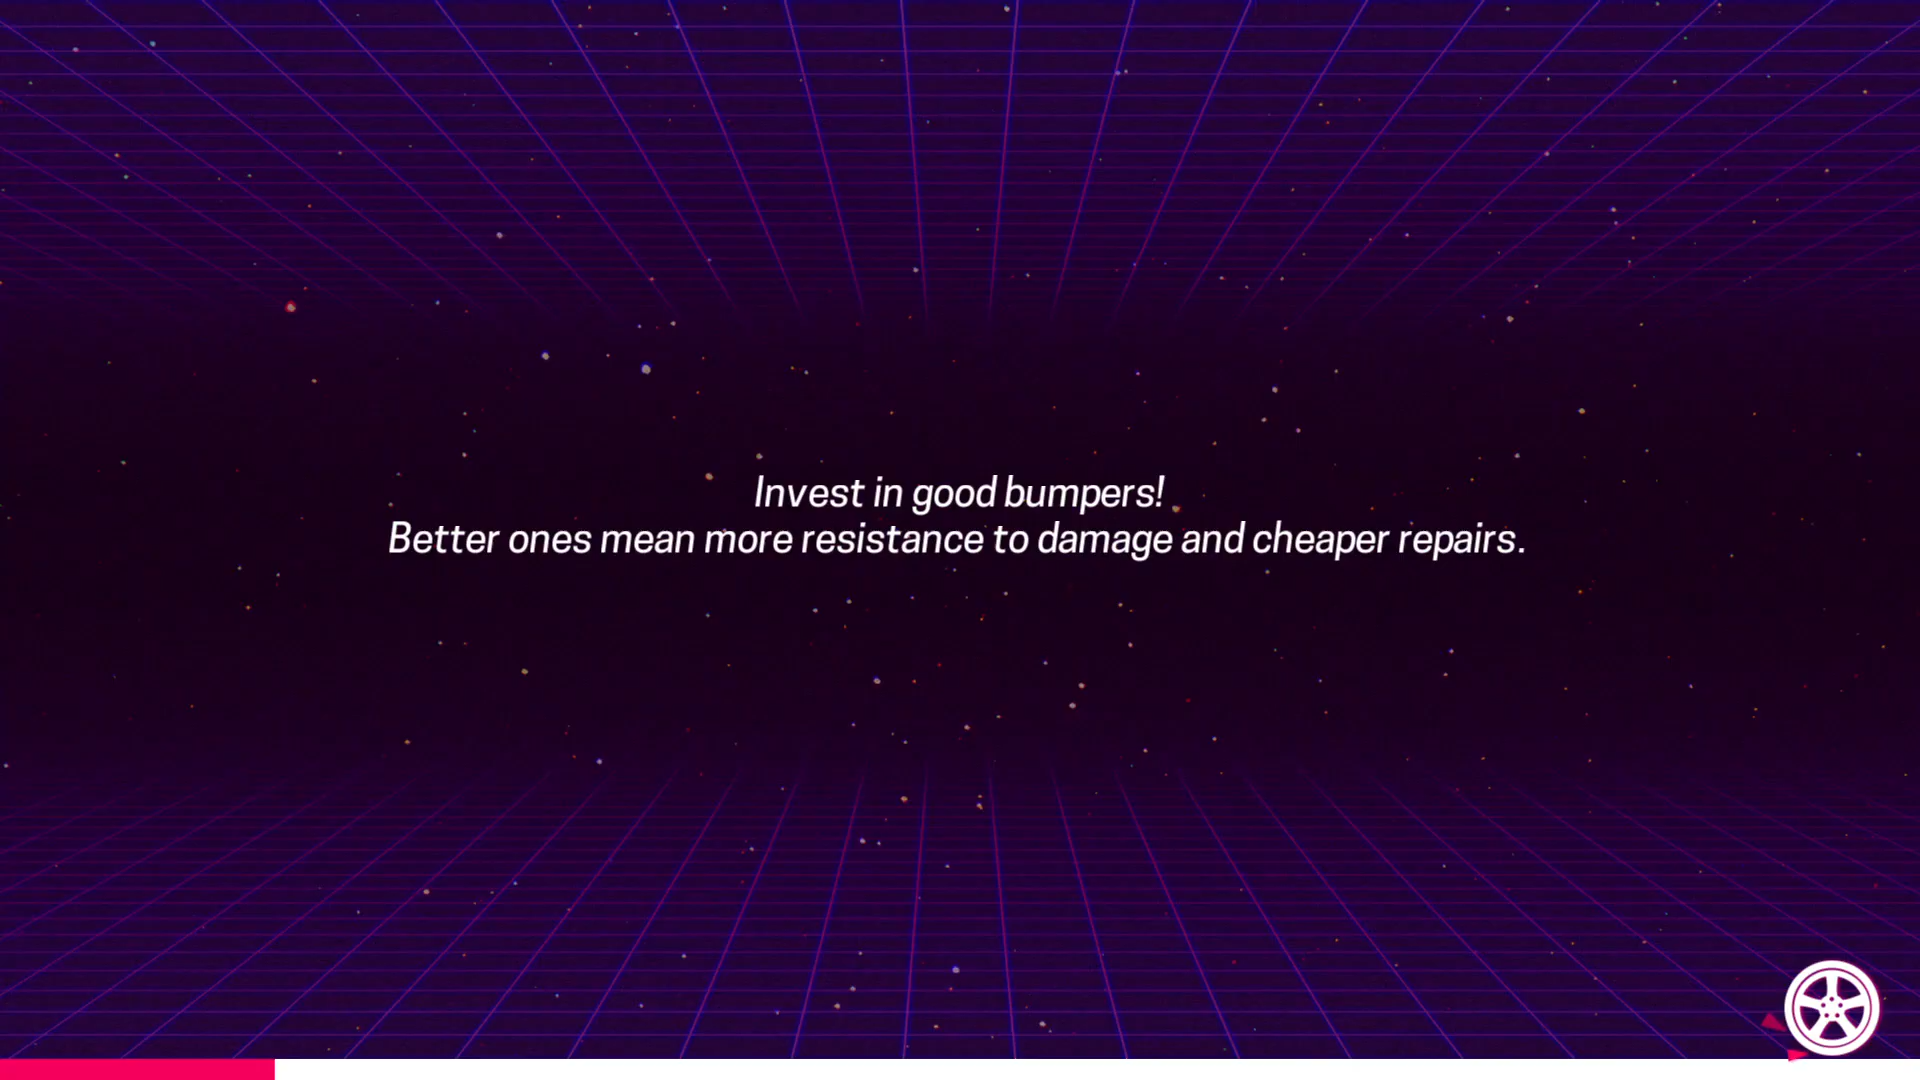 Invest in good bumpers!
Better ones mean more resistance to damage and cheaper repairs.